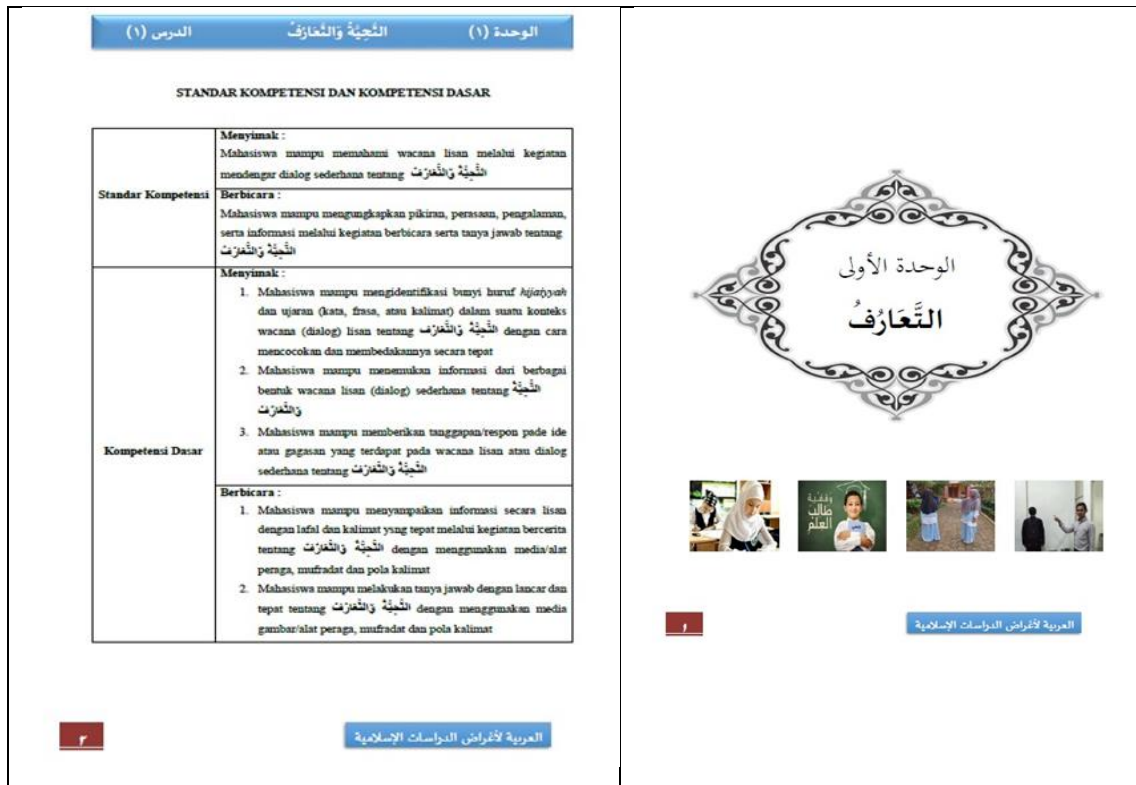 الوحدة الأولى
التَّعَارُفُ
وقفية
طالب
العلم
العربية لأغراض الدراسات الإسلامية
١
الوحدة (١) التَّحِيَّةُ وَالتَّعَارُفُ الدرس (١)
STANDAR KOMPETENSI DAN KOMPETENSI DASAR
Standar Kompetensi
Menyimak :
Mahasiswa mampu memahami wacana lisan melalui kegiatan
mendengar dialog sederhana tentang التَّحِيَّةُ وَالتَّعَارُفُ
Berbicara :
Mahasiswa mampu mengungkapkan pikiran, perasaan, pengalaman,
serta informasi melalui kegiatan berbicara serta tanya jawab tentang
التَّحِيَّةُ وَالتَّعَارُفُ
Kompetensi Dasar
Menyimak :
1. Mahasiswa mampu mengidentifikasi bunyi huruf hijaiyyah
dan ujaran (kata, frasa, atau kalimat) dalam suatu konteks
wacana (dialog) lisan tentang التَّحِيَّةُ وَالتَّعَارُفُ dengan cara
mencocokan dan membedakannya secara tepat
2. Mahasiswa mampu menemukan informasi dari berbagai
bentuk wacana lisan (dialog) sederhana tentang التَّحِيَّةُ
وَالتَّعَارُفُ
3. Mahasiswa mampu memberikan tanggapan/respon pade ide
atau gagasan yang terdapat pada wacana lisan atau dialog
sederhana tentang التَّحِيَّةُ وَالتَّعَارُفُ
Berbicara :
1. Mahasiswa mampu menyampaikan informasi secara lisan
dengan lafal dan kalimat ysng tepat melalui kegiatan bercerita
tentang التَّحِيَّةُ وَالتَّعَارُفُ dengan menggunakan media/alat
peraga, mufradat dan pola kalimat
2. Mahasiswa mampu melakukan tanya jawab dengan lancar dan
tepat tentang التَّحِيَّةُ وَالتَّعَارُفُ dengan menggunakan media
gambar/alat peraga, mufradat dan pola kalimat
العربية لأغراض الدراسات الإسلامية
٢